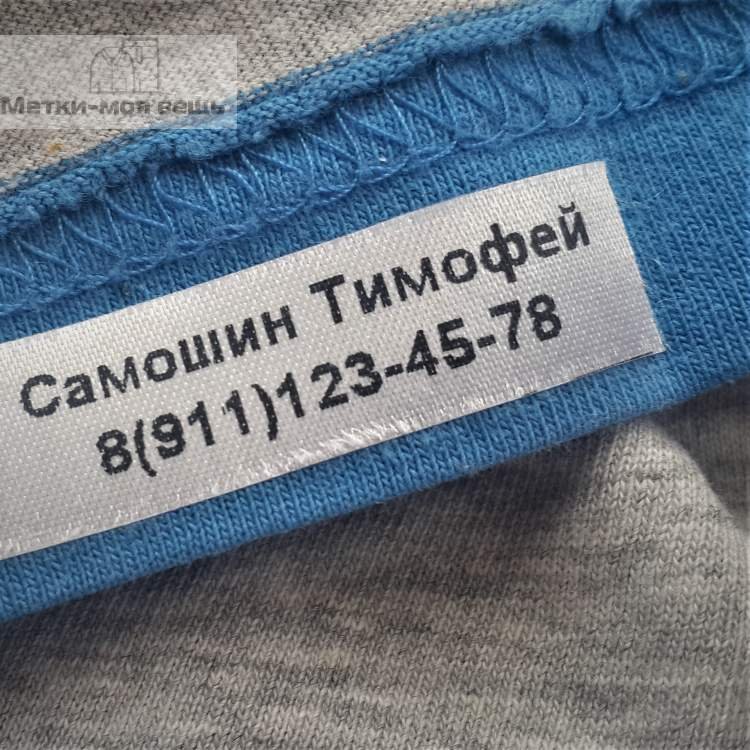 Метки-моя вещь
Самошин Тимофей
8(911)123-45-78